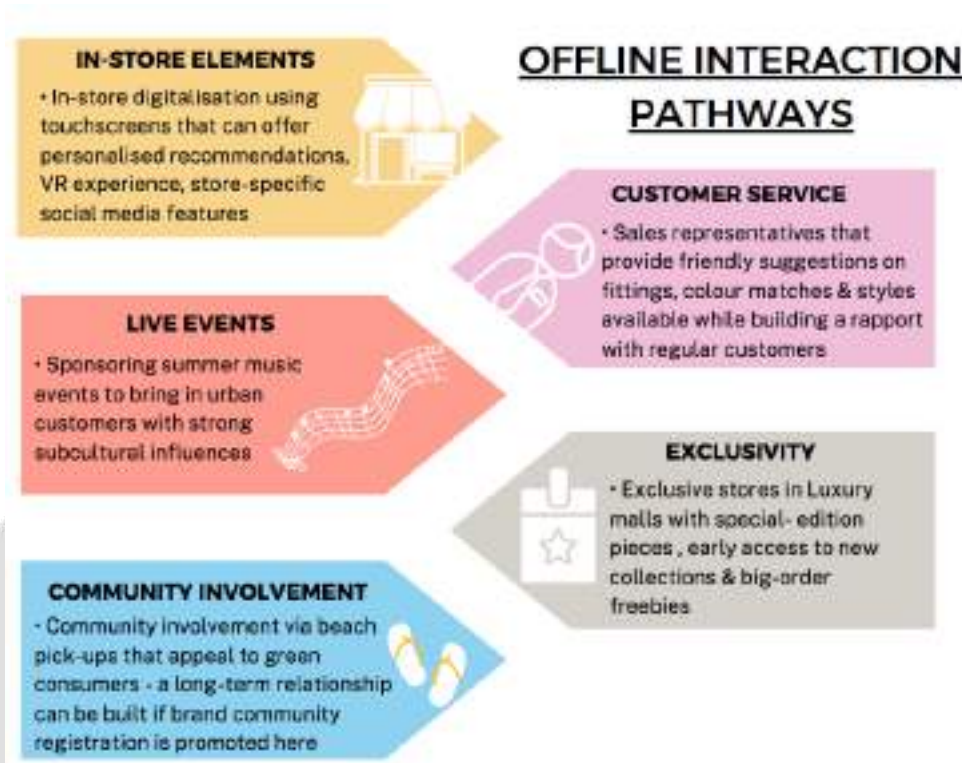 OFFLINE INTERACTION
PATHWAYS
IN-STORE ELEMENTS
• In-store digitalisation using
touchscreens that can offer
personalised recommendations,
VR experience, store-specific
social media features
CUSTOMER SERVICE
• Sales representatives that
provide friendly suggestions on
fittings, colour matches & styles
available while building a rapport
with regular customers
LIVE EVENTS
• Sponsoring summer music
events to bring in urban
customers with strong
subcultural influences
EXCLUSIVITY
• Exclusive stores in Luxury
malls with special- edition
pieces , early access to new
collections & big-order
freebies
COMMUNITY INVOLVEMENT
• Community involvement via beach
pick-ups that appeal to green
consumers - a long-term relationship
can be built if brand community
registration is promoted here